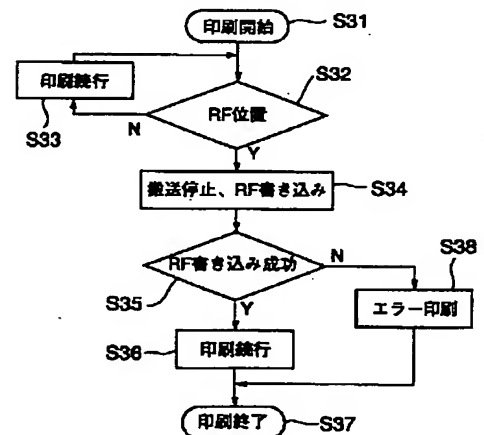 印刷開始
S31
印刷続行
S33
RF位置
S32
N
Y
搬送停止、RF書き込み
S34
RF書き込み成功
S35
N
Y
S38
エラー印刷
印刷続行
S36
印刷終了
S37